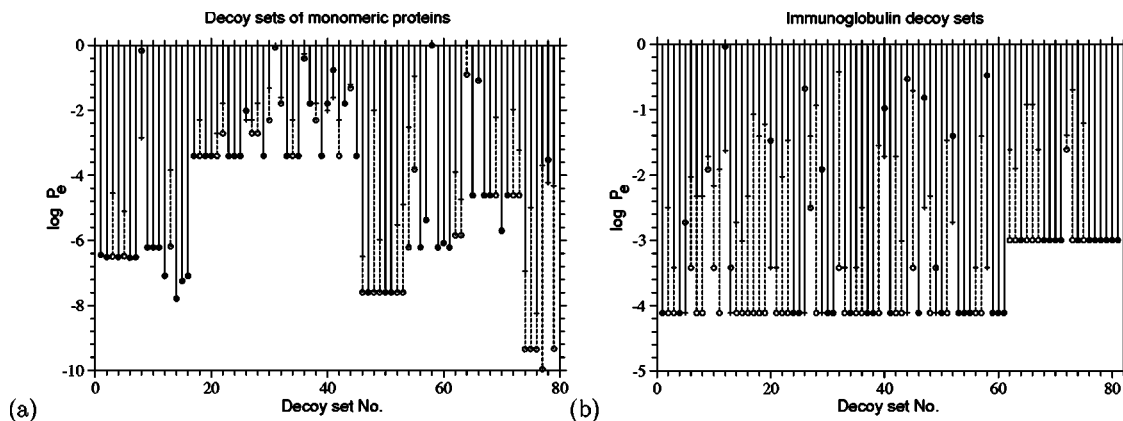 Decoy sets of monomeric proteins
0
-2
-4
-6
-8
-10
log Pe
0 20 40 60 80
Decoy set No.
(a)
Immunoglobulin decoy sets
0
-1
-2
-3
-4
-5
log Pe
0 20 40 60 80
Decoy set No.
(b)